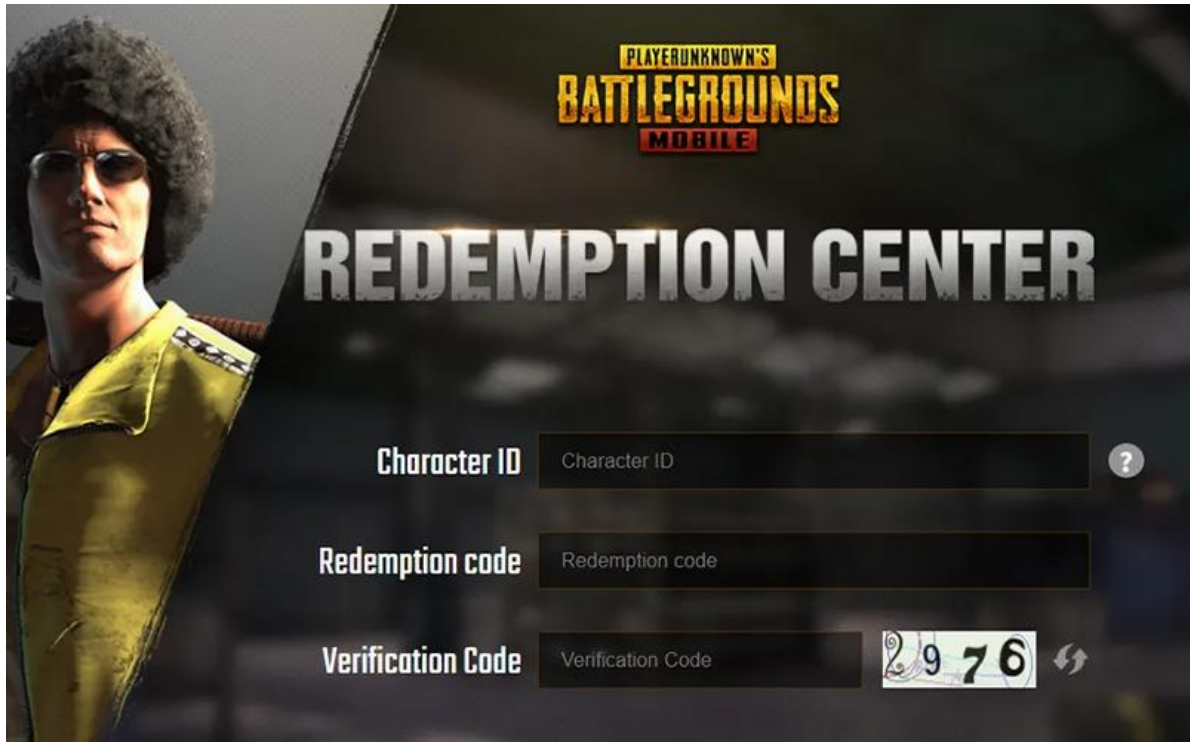 PLAYERUNKNOWN'S
BATTLEGROUNDS
MOBILE
REDEMPTION CENTER
Character ID Character ID ?
Redemption code Redemption code
Verification Code Verification Code 2976